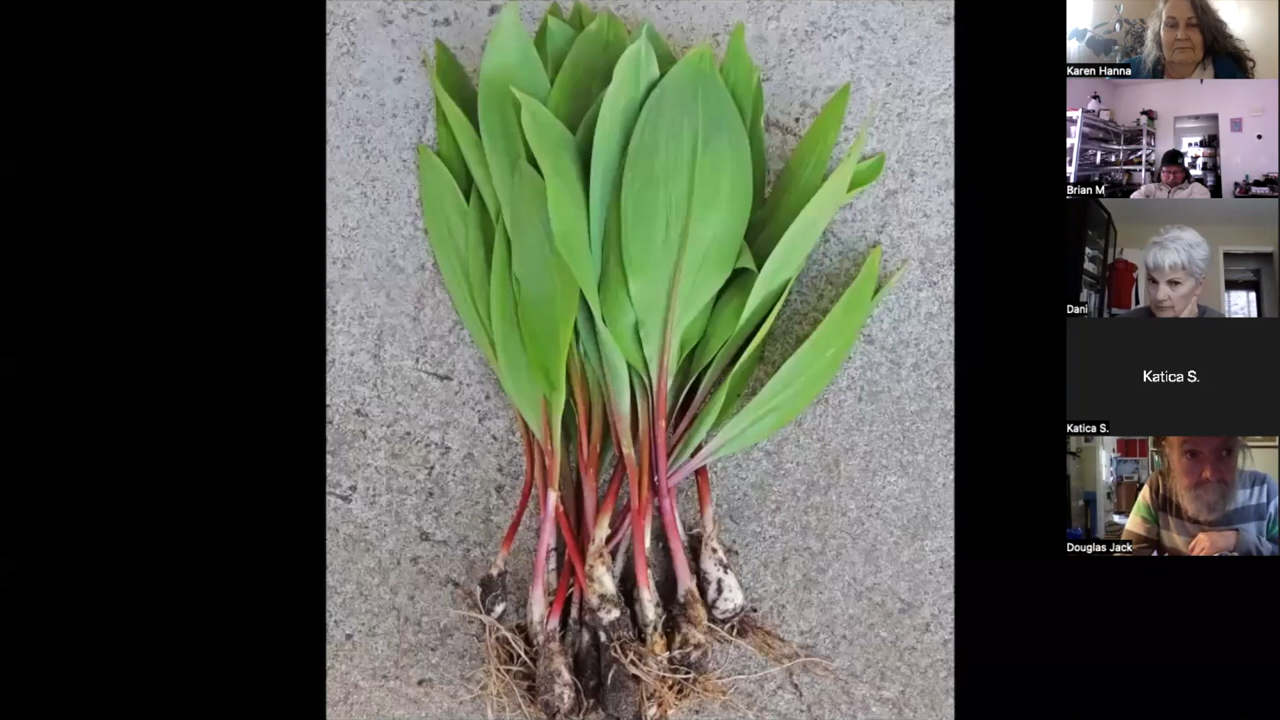 Karen Hanna
Brian M
Dani
Katica S.
Katica S.
Douglas Jack